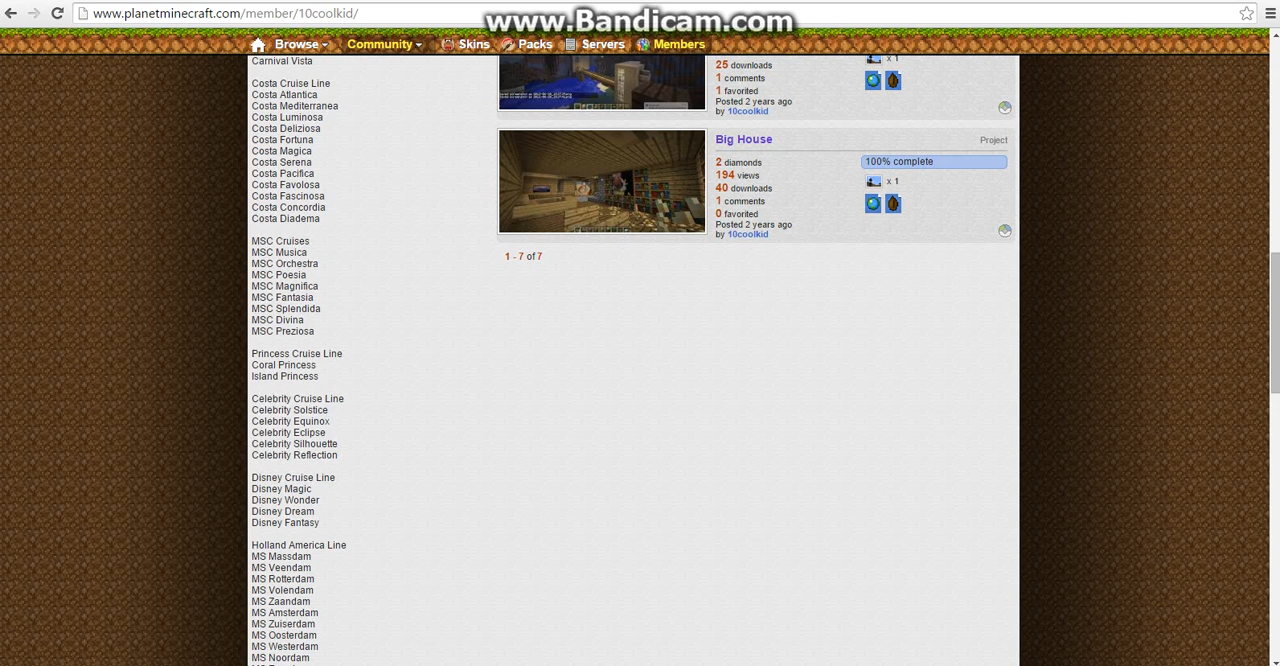 www.planetminecraft.com/member/10coolkid/
www.Bandicam.com
Browse Community Skins Packs Servers Members
Carnival Vista
Costa Cruise Line
Costa Atlantica
Costa Mediterranea
Costa Luminosa
Costa Deliziosa
Costa Fortuna
Costa Magica
Costa Serena
Costa Pacifica
Costa Favolosa
Costa Fascinosa
Costa Concordia
Costa Diadema
MSC Cruises
MSC Musica
MSC Orchestra
MSC Poesia
MSC Magnifica
MSC Fantasia
MSC Splendida
MSC Divina
MSC Preziosa
Princess Cruise Line
Coral Princess
Island Princess
Celebrity Cruise Line
Celebrity Solstice
Celebrity Equinox
Celebrity Eclipse
Celebrity Silhouette
Celebrity Reflection
Disney Cruise Line
Disney Magic
Disney Wonder
Disney Dream
Disney Fantasy
Holland America Line
MS Massdam
MS Veendam
MS Rotterdam
MS Volendam
MS Zaandam
MS Amsterdam
MS Zuiserdam
MS Oosterdam
MS Westerdam
MS Noordam
25 downloads
1 comments
1 favorited
Posted 2 years ago
by 10coolkid
x 1
Big House
Project
2 diamonds
194 views
40 downloads
1 comments
0 favorited
Posted 2 years ago
by 10coolkid
100% complete
x 1
1 - 7 of 7